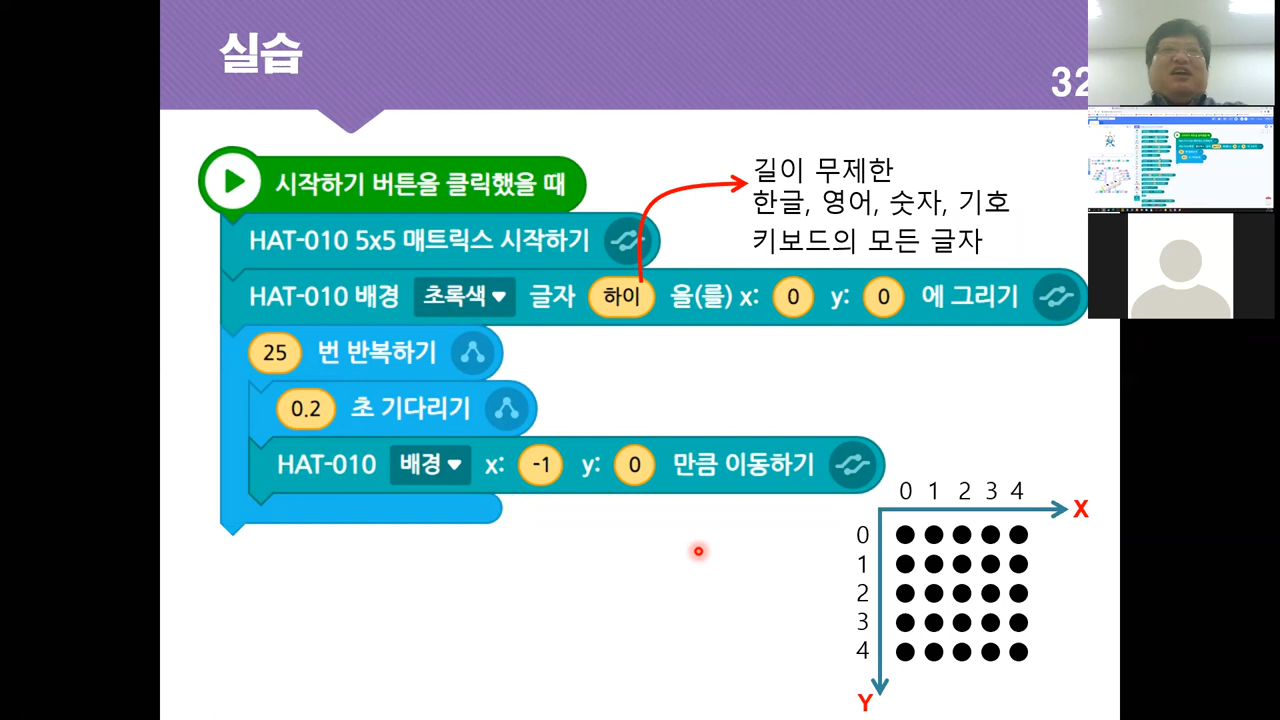 실습
32
시작하기 버튼을 클릭했을 때
HAT-010 5x5 매트릭스 시작하기
HAT-010 배경 초록색 글자 하이 을(를) x: 0 y: 0 에 그리기
25 번 반복하기
0.2 초 기다리기
HAT-010 배경 x: -1 y: 0 만큼 이동하기
길이 무제한
한글, 영어, 숫자, 기호
키보드의 모든 글자
0 1 2 3 4
X
0
1
2
3
4
Y